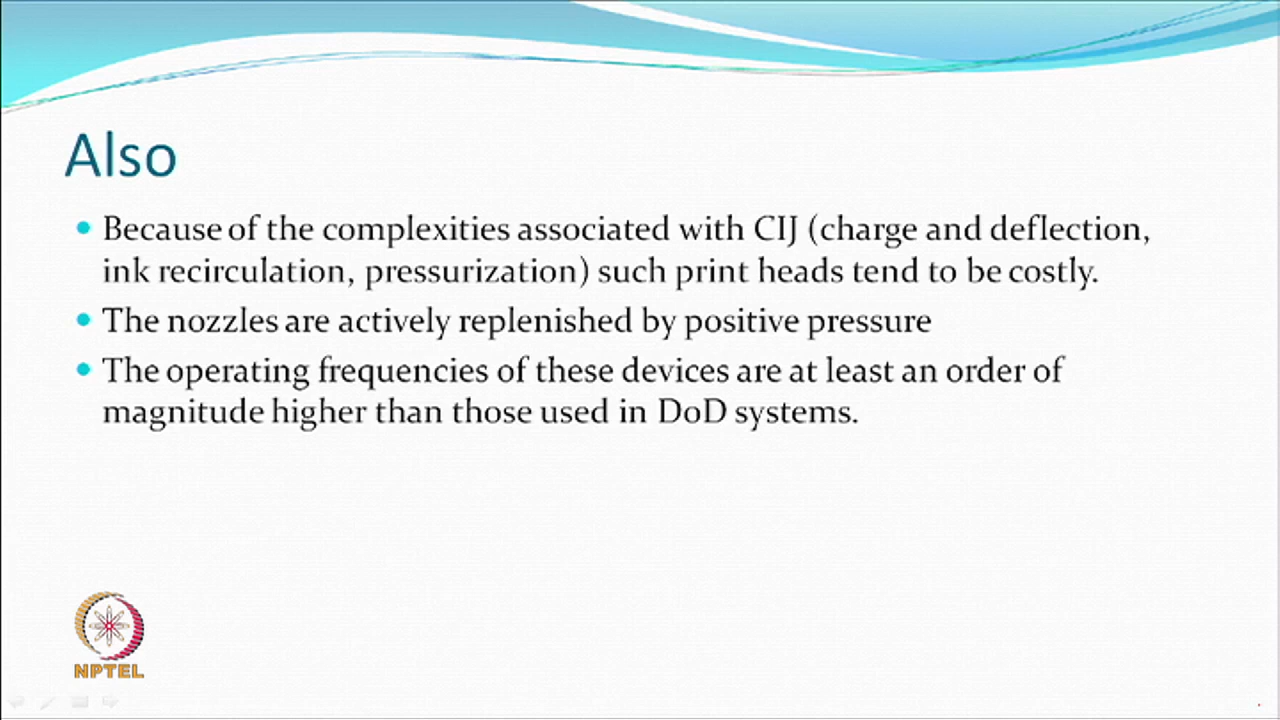 Also
Because of the complexities associated with CIJ (charge and deflection,
ink recirculation, pressurization) such print heads tend to be costly.
The nozzles are actively replenished by positive pressure
The operating frequencies of these devices are at least an order of
magnitude higher than those used in DoD systems.
NPTEL